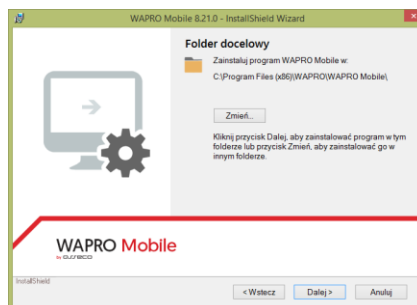 WAPRO Mobile 8.21.0 - InstallShield Wizard
Folder docelowy
Zainstaluj program WAPRO Mobile w:
C:\Program Files (x86)\WAPRO\WAPRO Mobile\
Zmień...
Kliknij przycisk Dalej, aby zainstalować program w tym
folderze lub przycisk Zmień, aby zainstalować go w
innym folderze.
WAPRO Mobile
by asseco
InstallShield
< Wstecz
Dalej >
Anuluj